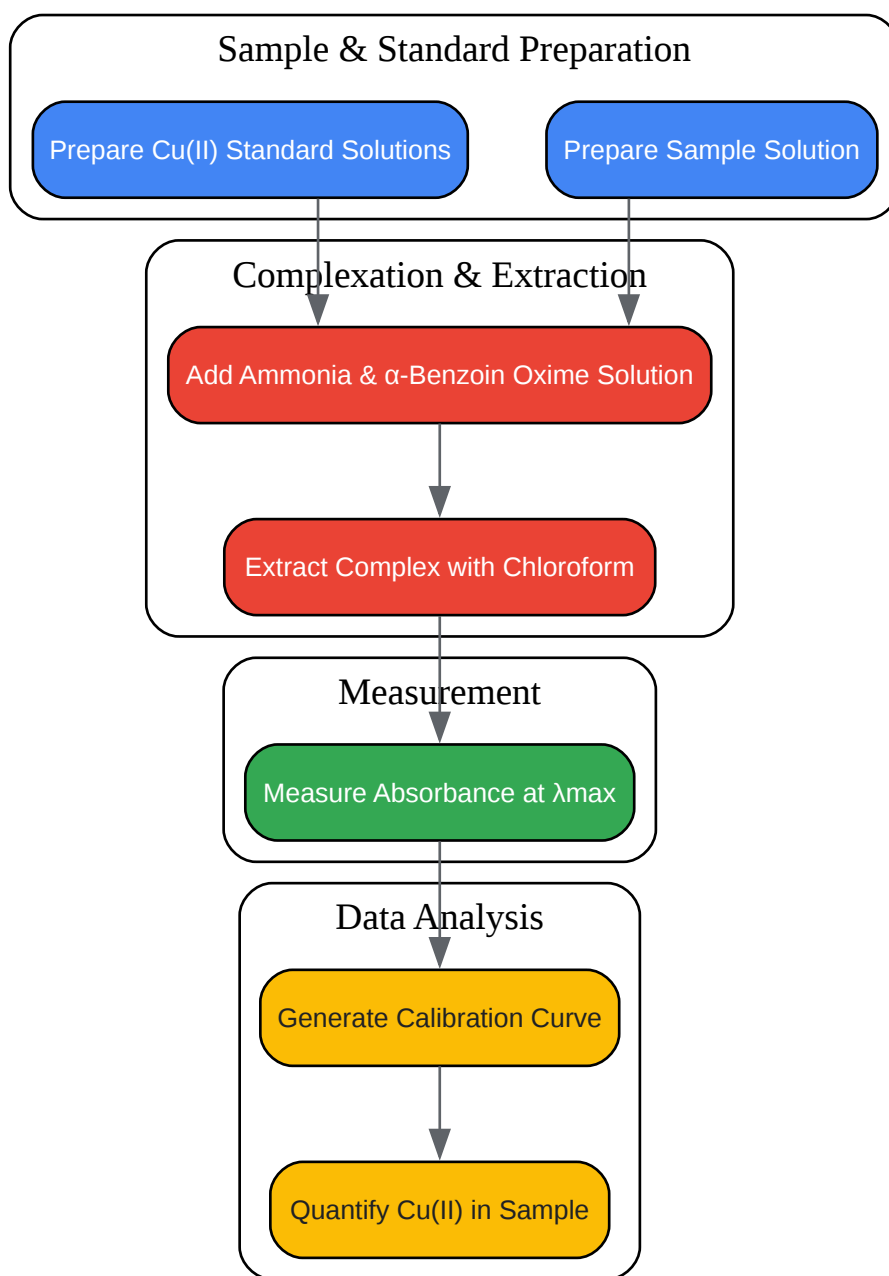 Sample & Standard Preparation
Prepare Cu(II) Standard Solutions
Prepare Sample Solution
Complexation & Extraction
Add Ammonia & α-Benzoin Oxime Solution
Extract Complex with Chloroform
Measurement
Measure Absorbance at λmax
Data Analysis
Generate Calibration Curve
Quantify Cu(II) in Sample